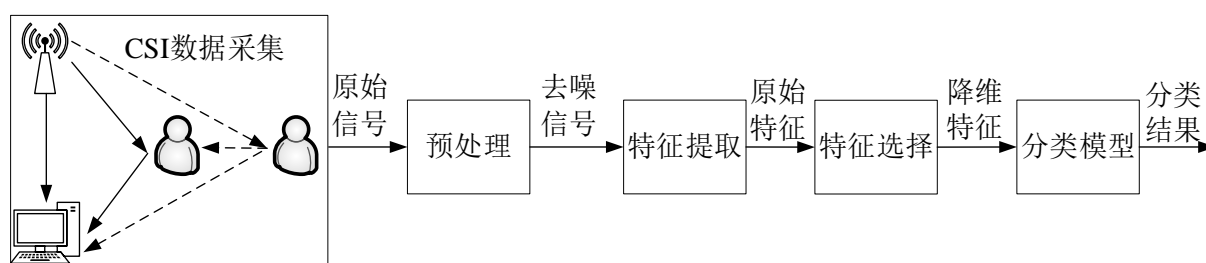 CSI数据采集
原始
信号
预处理
去噪
信号
特征提取
原始
特征
特征选择
降维
特征
分类模型
分类
结果